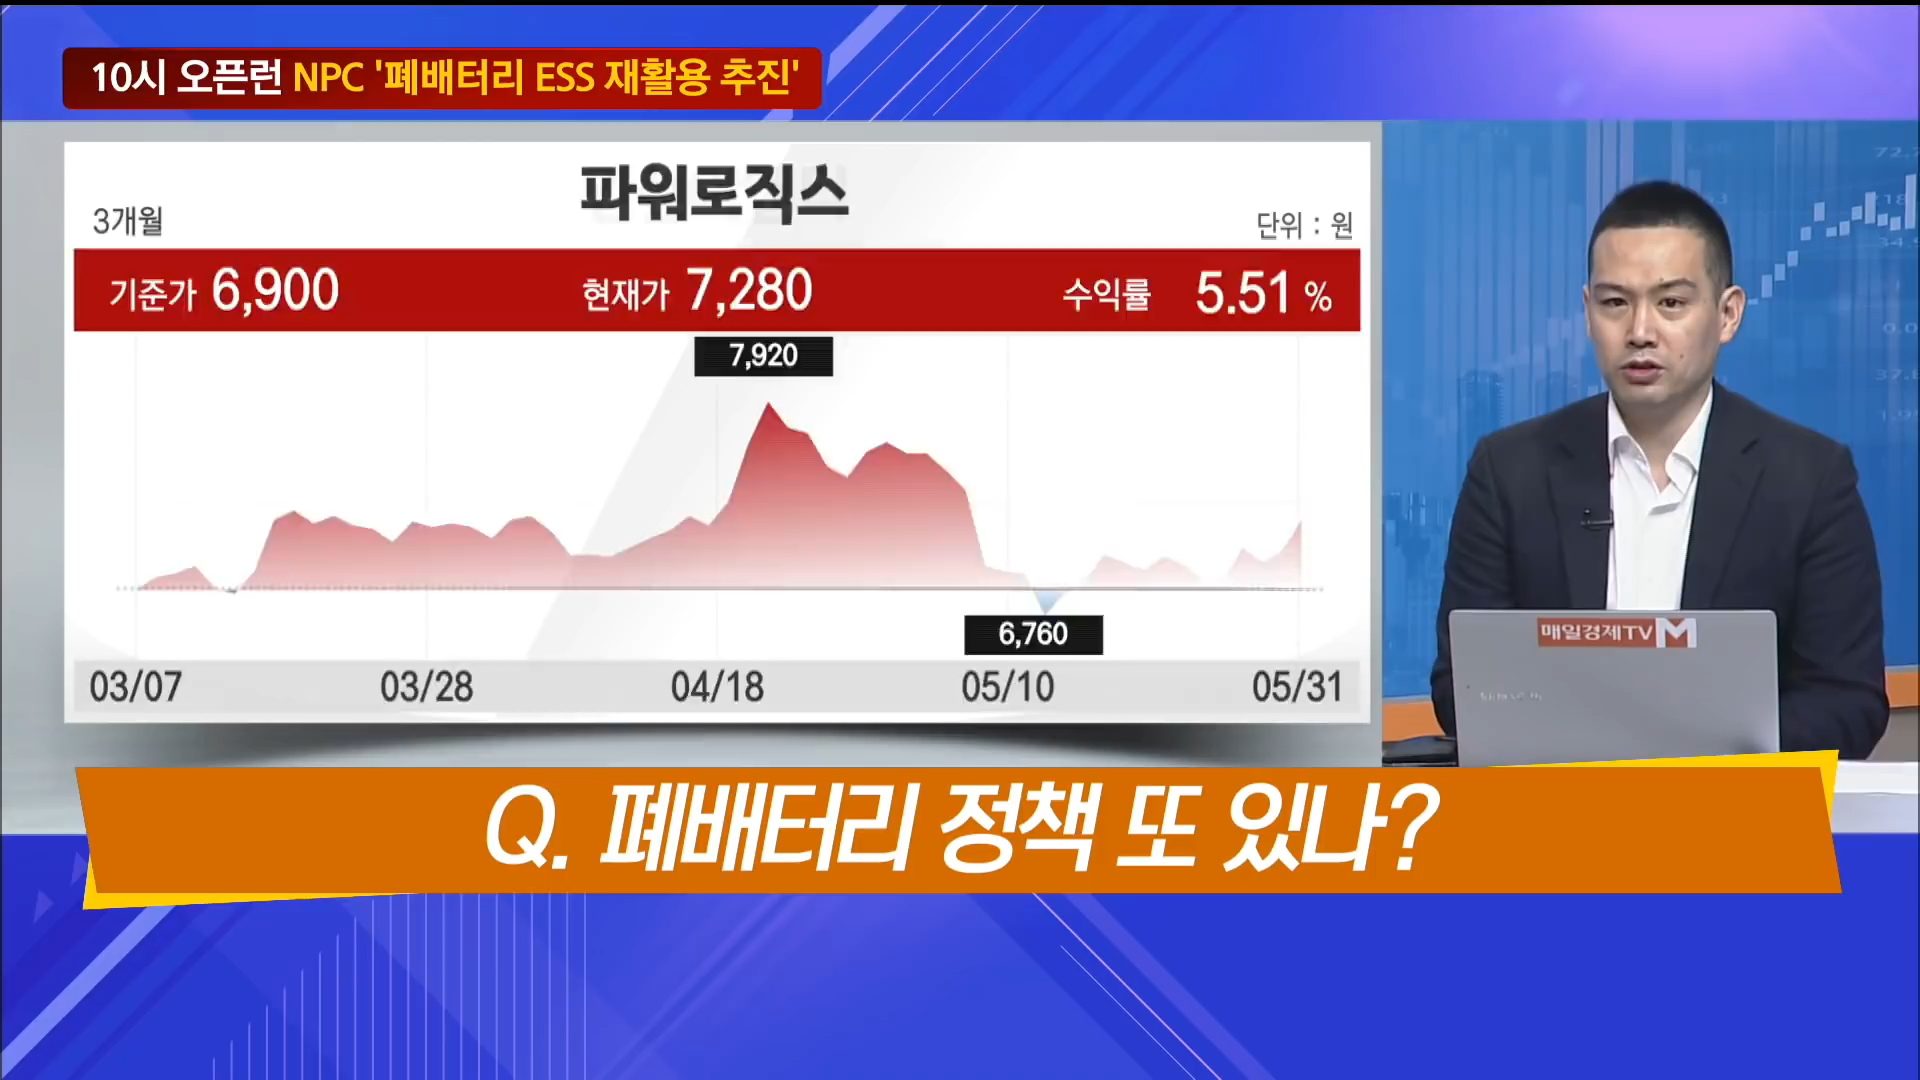 10시 오픈런 NPC '폐배터리 ESS 재활용 추진'
파워로직스
3개월
단위 : 원
기준가 6,900 현재가 7,280 수익률 5.51 %
7,920
6,760
03/07 03/28 04/18 05/10 05/31
매일경제TV M
Q. 폐배터리 정책 또 있나?